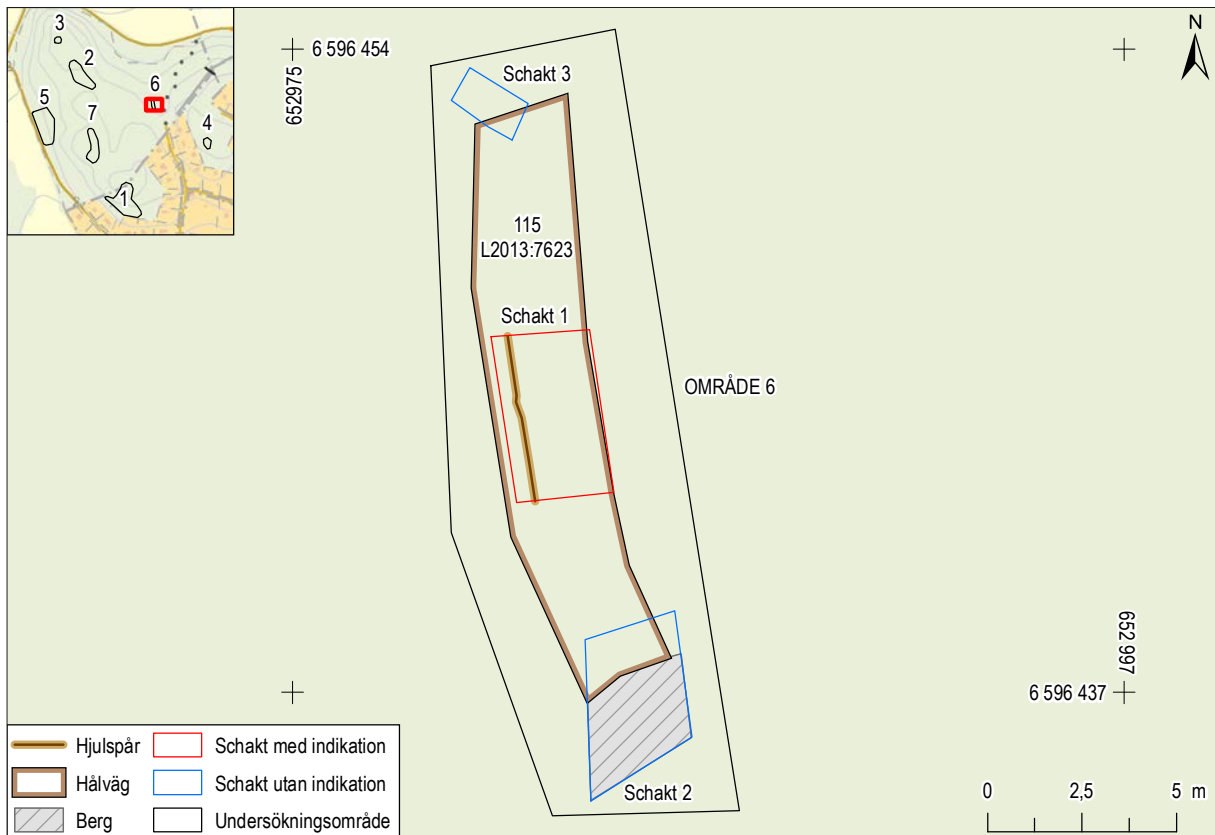 3
2
6
5
7
4
1
6 596 454
652975
N
Schakt 3
115
L2013:7623
Schakt 1
OMRÅDE 6
652 997
6 596 437
Schakt 2
Hjulspår
Schakt med indikation
Hålväg
Schakt utan indikation
Berg
Undersökningsområde
0 2,5 5 m